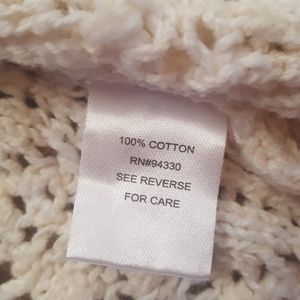 100% COTTON
RN#94330
SEE REVERSE
FOR CARE